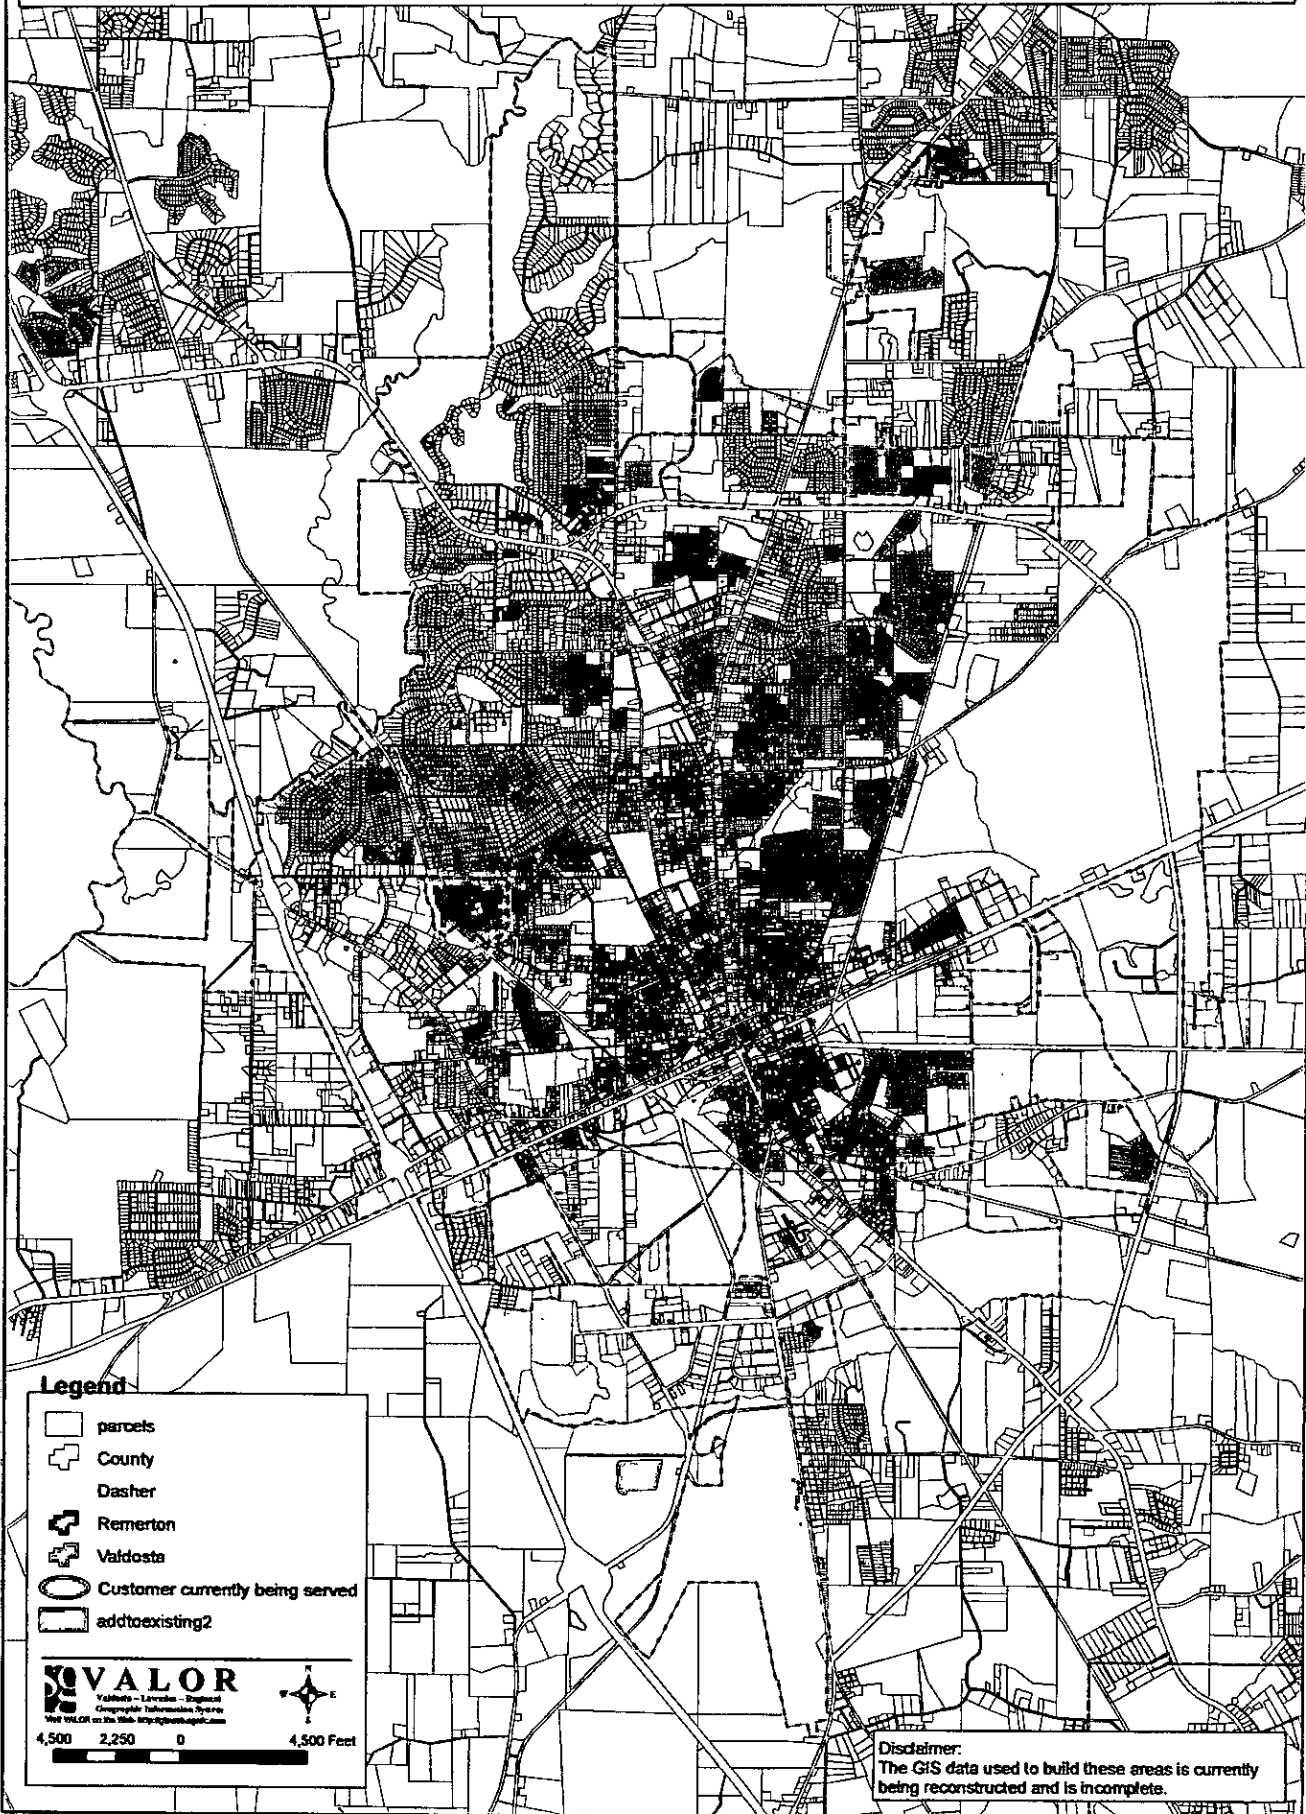 Legend
parcels
County
Dasher
Remerton
Valdosta
Customer currently being served
addtoexisting2
VALOR
Valdosta – Lowndes – Regional
Geographic Information System
N
W E
S
4,500 2,250 0 4,500 Feet
Disclaimer:
The GIS data used to build these areas is currently
being reconstructed and is incomplete.